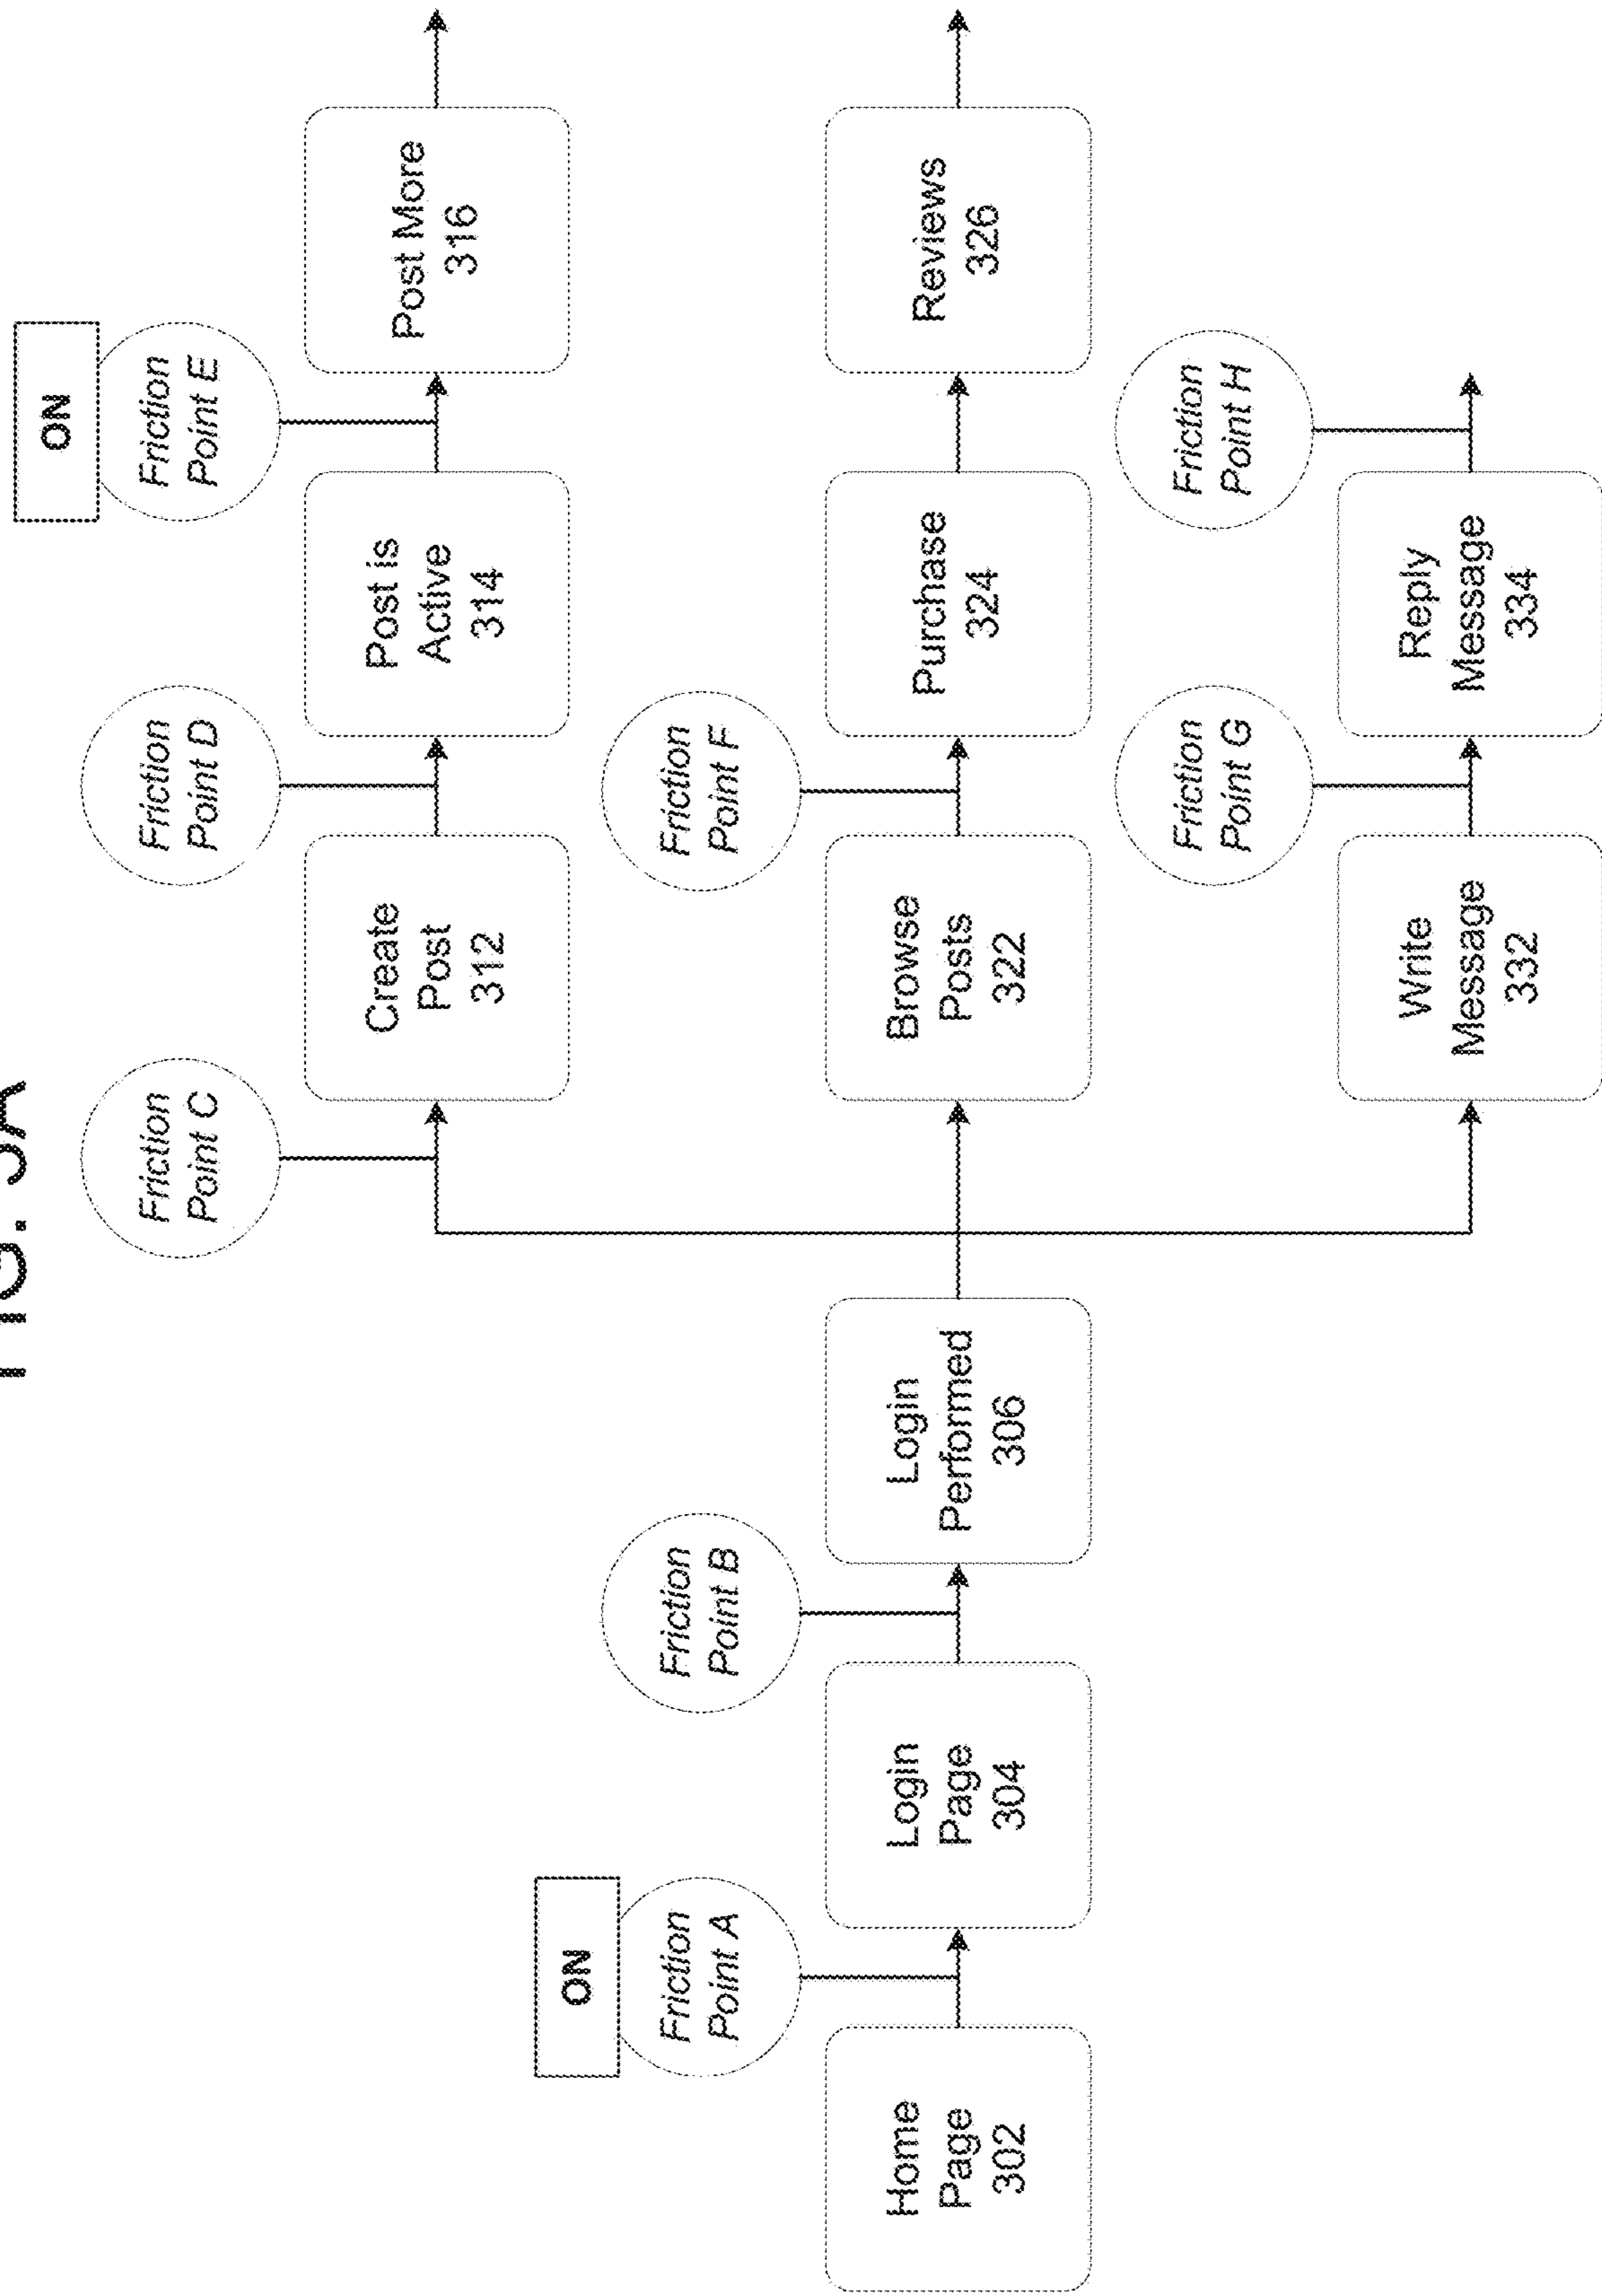 FIG. 3A
ON
Friction
Point E
Friction
Point D
Friction
Point C
Create
Post
312
Post is
Active
314
Post More
316
ON
Friction
Point A
Friction
Point B
Friction
Point F
Home
Page
302
Login
Page
304
Login
Performed
306
Browse
Posts
322
Purchase
324
Reviews
326
Friction
Point G
Friction
Point H
Write
Message
332
Reply
Message
334